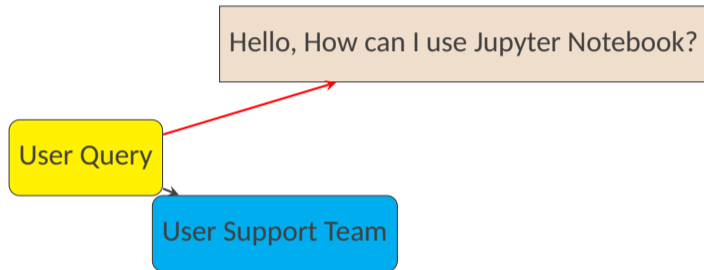 Hello, How can I use Jupyter Notebook?
User Query
User Support Team